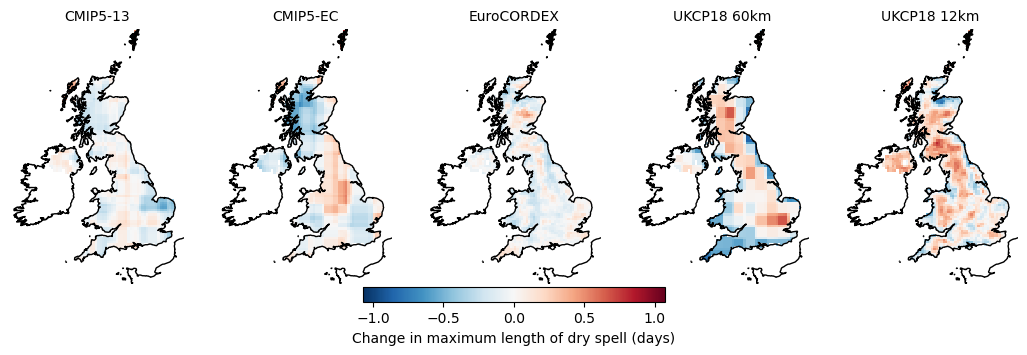 CMIP5-13 CMIP5-EC EuroCORDEX UKCP18 60km UKCP18 12km
−1.0 −0.5 0.0 0.5 1.0
Change in maximum length of dry spell (days)